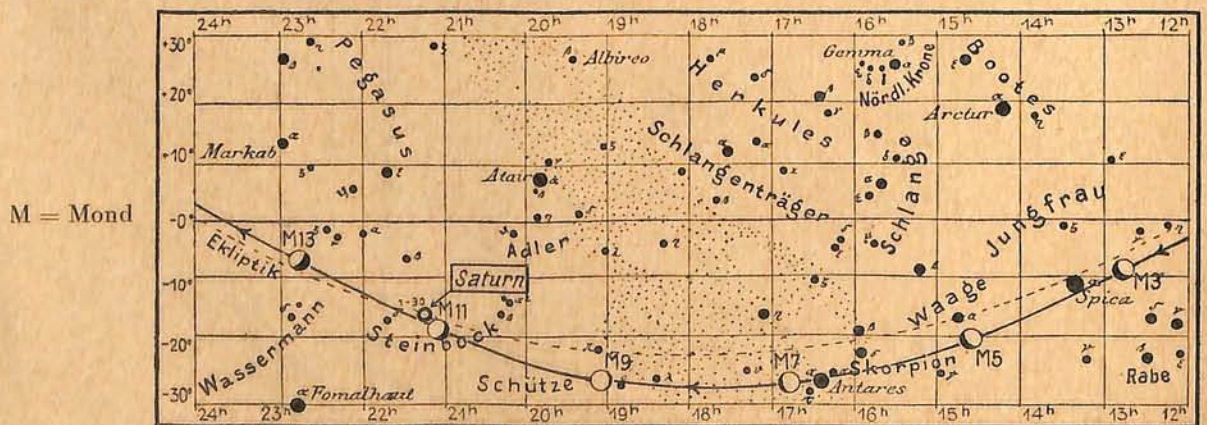 24ʰ 23ʰ 22ʰ 21ʰ 20ʰ 19ʰ 18ʰ 17ʰ 16ʰ 15ʰ 14ʰ 13ʰ 12ʰ
+30°
+20°
+10°
-0°
-10°
-20°
-30°
M = Mond
Pegasus
Albireo
Herkules
Gemma
Nördl. Krone
Bootes
Arctur
Markab
Atair
Schlangenträger
Schlange
Jungfrau
Adler
Ekliptik
M13
Saturn
1-30
M11
Steinbock
Wassermann
Fomalhaut
Schütze
M9
M7
Antares
Skorpion
Waage
M5
Spica
M3
Rabe
24ʰ 23ʰ 22ʰ 21ʰ 20ʰ 19ʰ 18ʰ 17ʰ 16ʰ 15ʰ 14ʰ 13ʰ 12ʰ